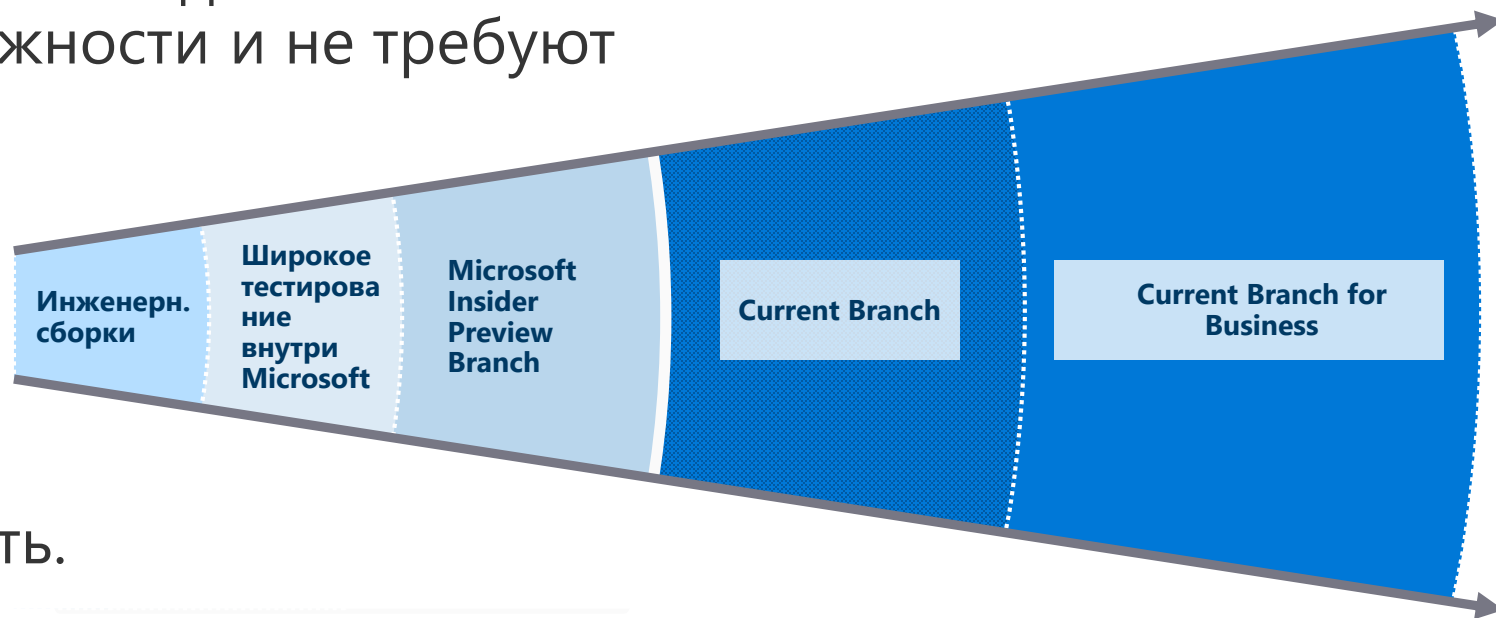 жности и не требуют
Инженерн.
сборки
Широкое
тестирова
ние
внутри
Microsoft
Microsoft
Insider
Preview
Branch
Current Branch
Current Branch for
Business
ть.